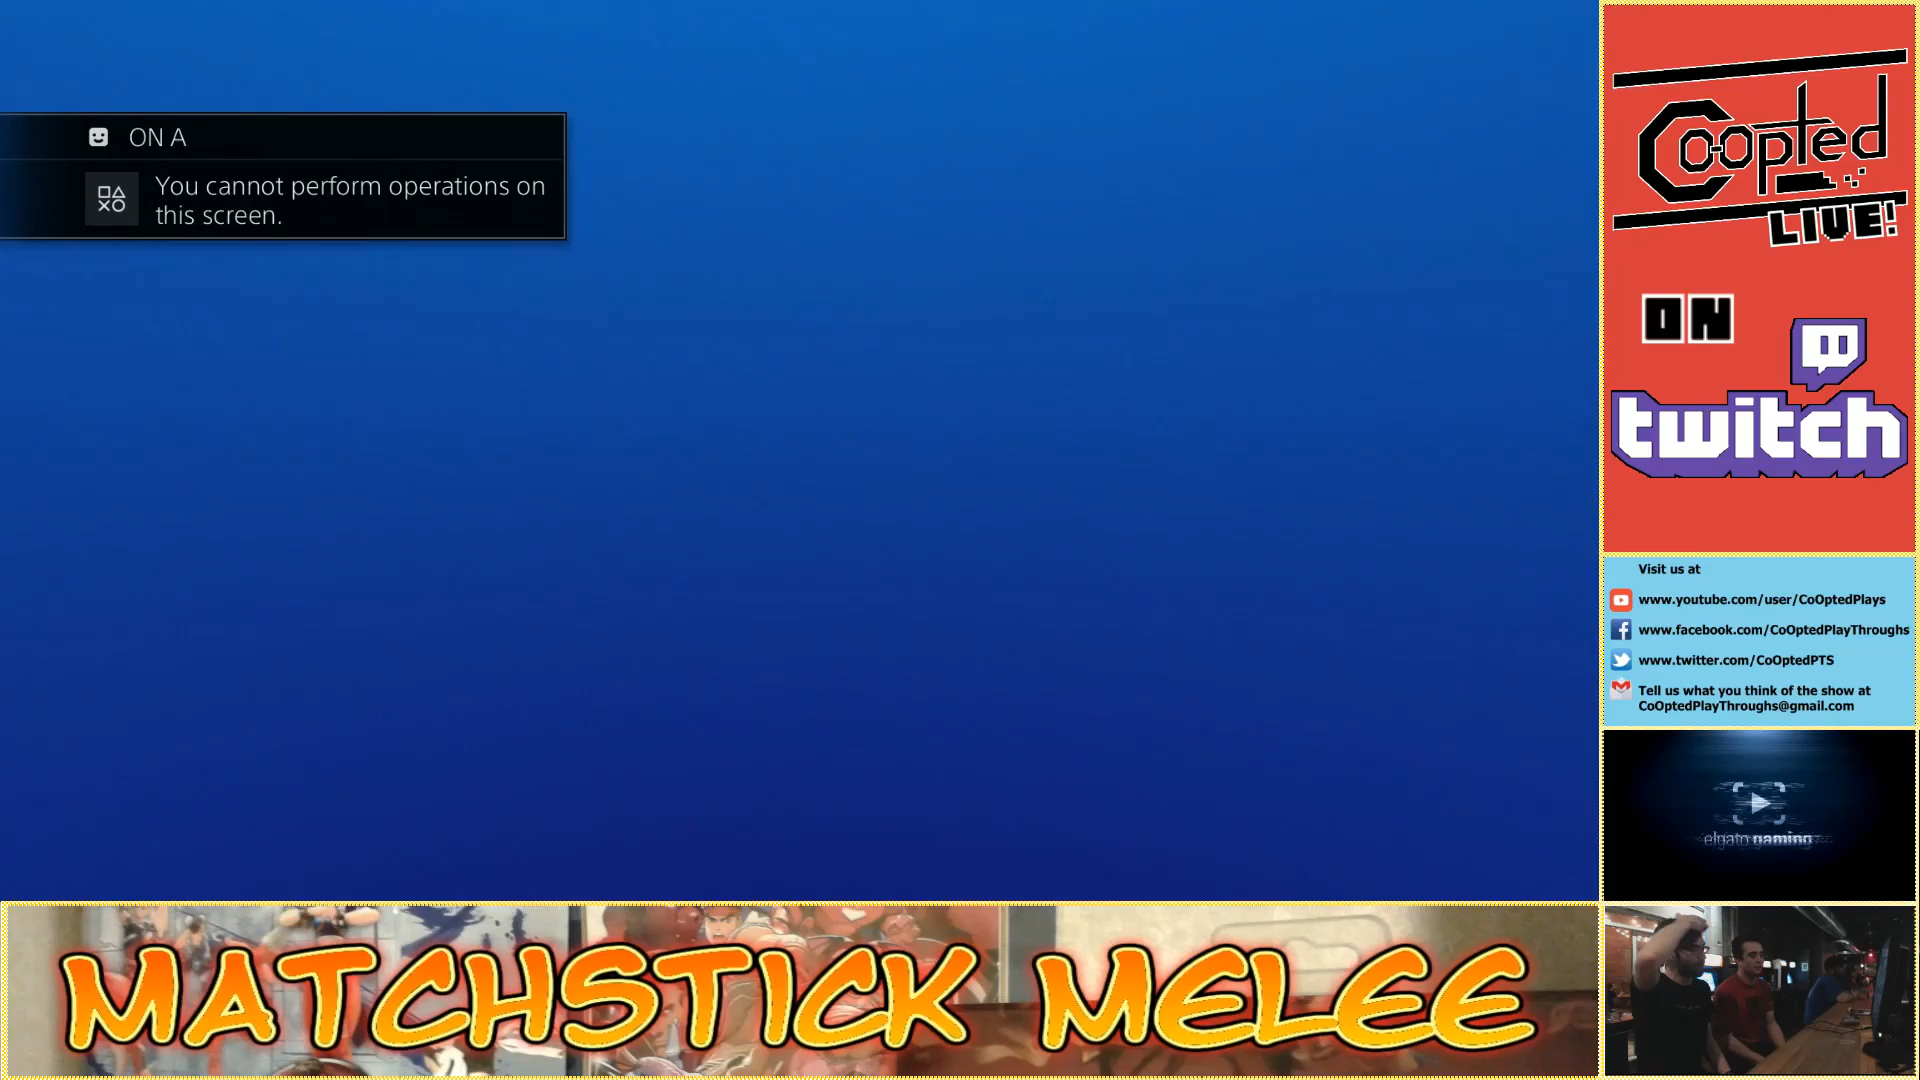 ON A
You cannot perform operations on
this screen.
Co-opted
LIVE!
ON
twitch
Visit us at
www.youtube.com/user/CoOptedPlays
www.facebook.com/CoOptedPlayThroughs
www.twitter.com/CoOptedPTS
Tell us what you think of the show at
CoOptedPlayThroughs@gmail.com
elgato gaming
MATCHSTICK MELEE